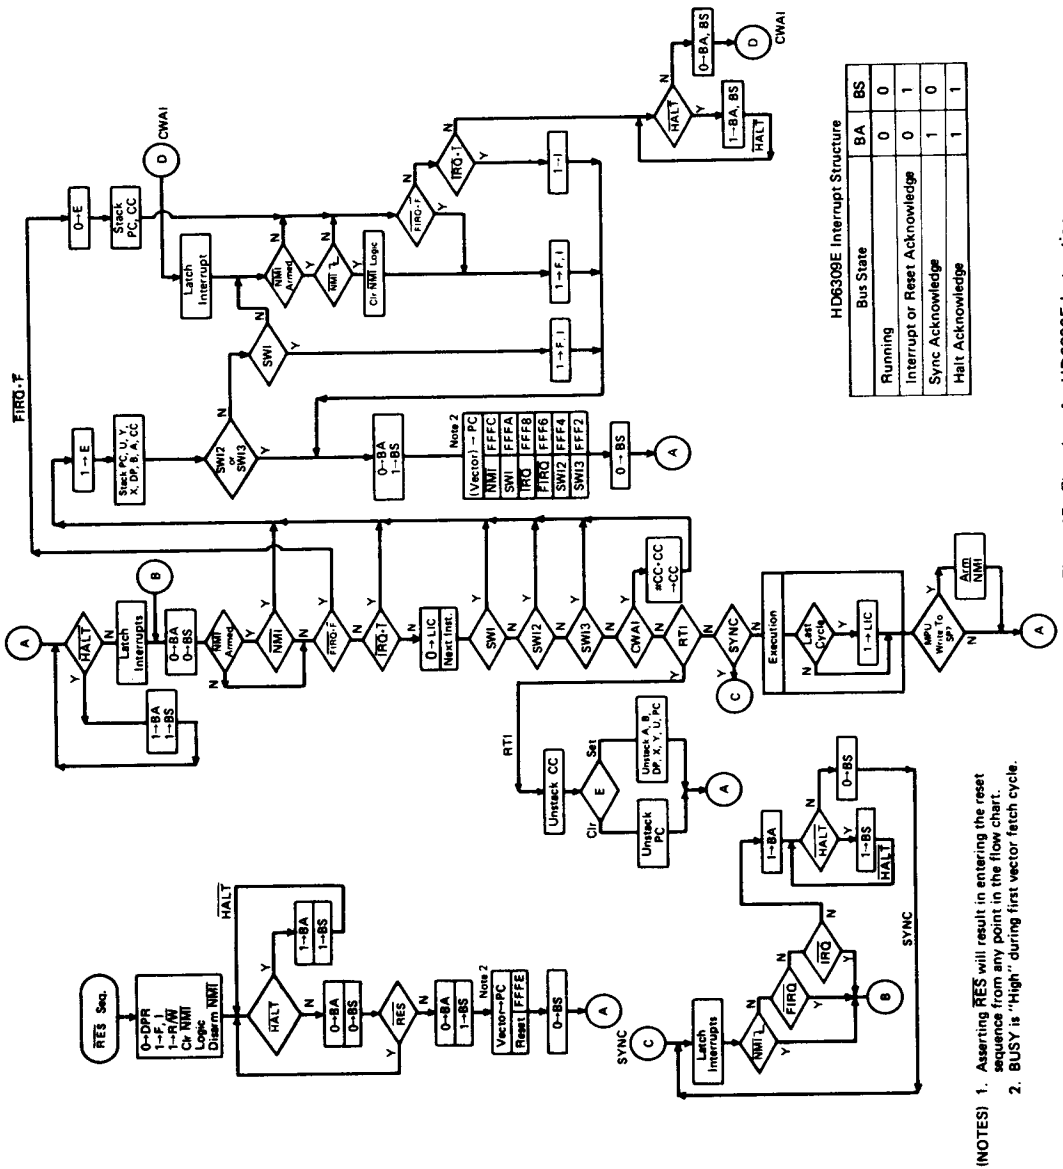 RES Seq.
0→DPR
1→F, I
1→R/W
Clr NMI
Logic
Disarm NMI
HALT
Y
N
HALT
1→BA
1→BS
0→BA
0→BS
RES
Y
N
0→BA
1→BS
Note 2
Vector→PC
Reset FFFE
0→BS
A
SYNC
C
Latch
Interrupts
NMI
N
Y
FIRQ
N
Y
IRQ
N
Y
B
1→BA
HALT
N
Y
1→BS
HALT
0→BS
SYNC
A
HALT
Y
N
1→BA
1→BS
Latch
Interrupts
B
0→BA
0→BS
NMI
Armed
N
Y
NMI
Y
N
FIRQ·F
Y
N
IRQ·I
Y
N
0→LIC
Next Inst.
SWI
Y
N
SWI2
Y
N
SWI3
Y
N
CWAI
Y
N
#CC·CC
→CC
RTI
Y
N
RTI
Unstack CC
E
Clr
Set
Unstack
PC
Unstack A, B,
DP, X, Y, U, PC
A
SYNC
Y
N
C
Execution
Last
Cycle
N
Y
1→LIC
MPU
Write To
SP?
Y
N
Arm
NMI
A
FIRQ·F
1→E
Stack PC, U, Y,
X, DP, B, A, CC
SWI2
or
SWI3
N
Y
SWI
N
Y
0→E
Stack
PC, CC
D
CWAI
Latch
Interrupt
NMI
Armed
N
Y
NMI
N
Y
Clr NMI Logic
FIRQ·F
N
Y
IRQ·I
N
Y
1→F, I
1→F, I
1→I
HALT
N
Y
1→BA, BS
HALT
0→BA, BS
D
CWAI
0→BA
1→BS
Note 2
(Vector)→PC
NMI FFFC
SWI FFFA
IRQ FFF8
FIRQ FFF6
SWI2 FFF4
SWI3 FFF2
0→BS
A
HD6309E Interrupt Structure
Bus State BA BS
Running 0 0
Interrupt or Reset Acknowledge 0 1
Sync Acknowledge 1 0
Halt Acknowledge 1 1
(NOTES) 1. Asserting RES will result in entering the reset
sequence from any point in the flow chart.
2. BUSY is "High" during first vector fetch cycle.